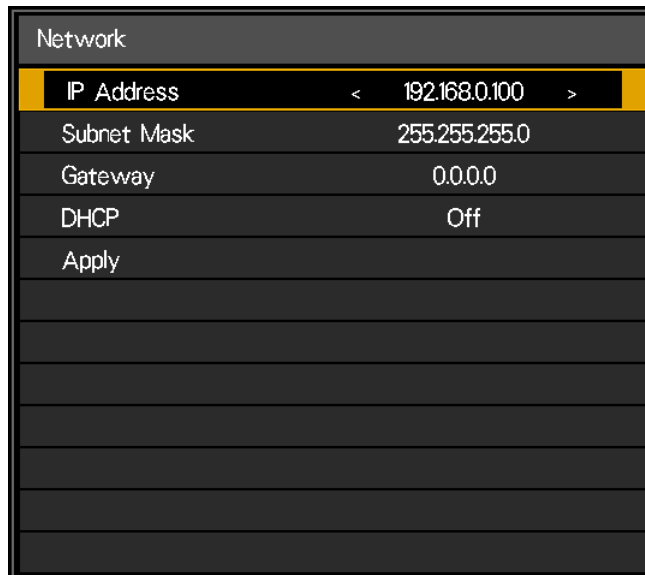 Network
IP Address < 192.168.0.100 >
Subnet Mask 255.255.255.0
Gateway 0.0.0.0
DHCP Off
Apply